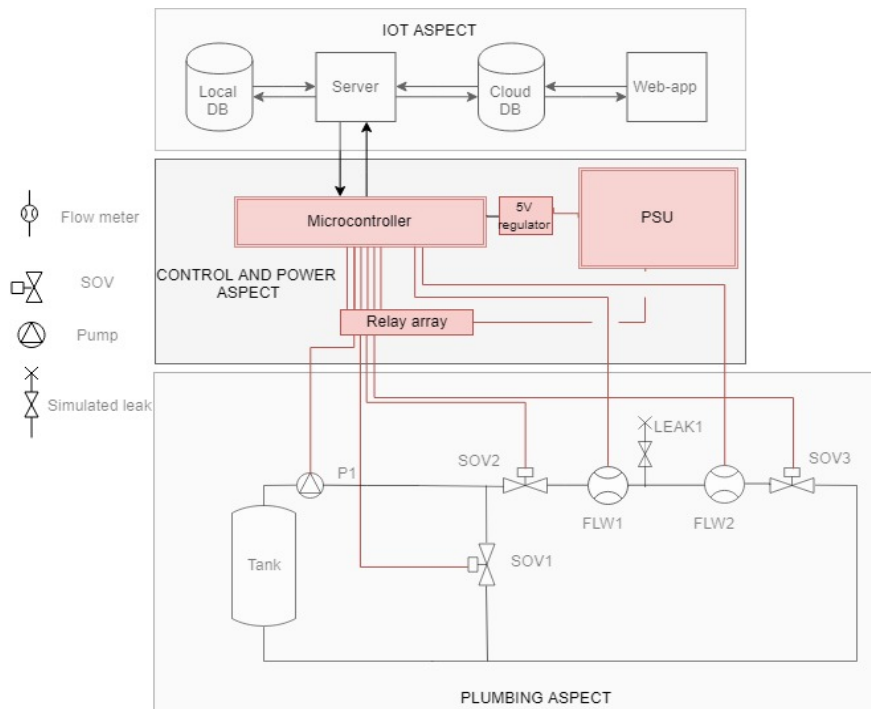 IOT ASPECT
Local
DB
Server
Cloud
DB
Web-app
Microcontroller
5V
regulator
PSU
CONTROL AND POWER
ASPECT
Relay array
Flow meter
SOV
Pump
Simulated leak
P1
SOV2
LEAK1
SOV3
FLW1
FLW2
Tank
SOV1
PLUMBING ASPECT